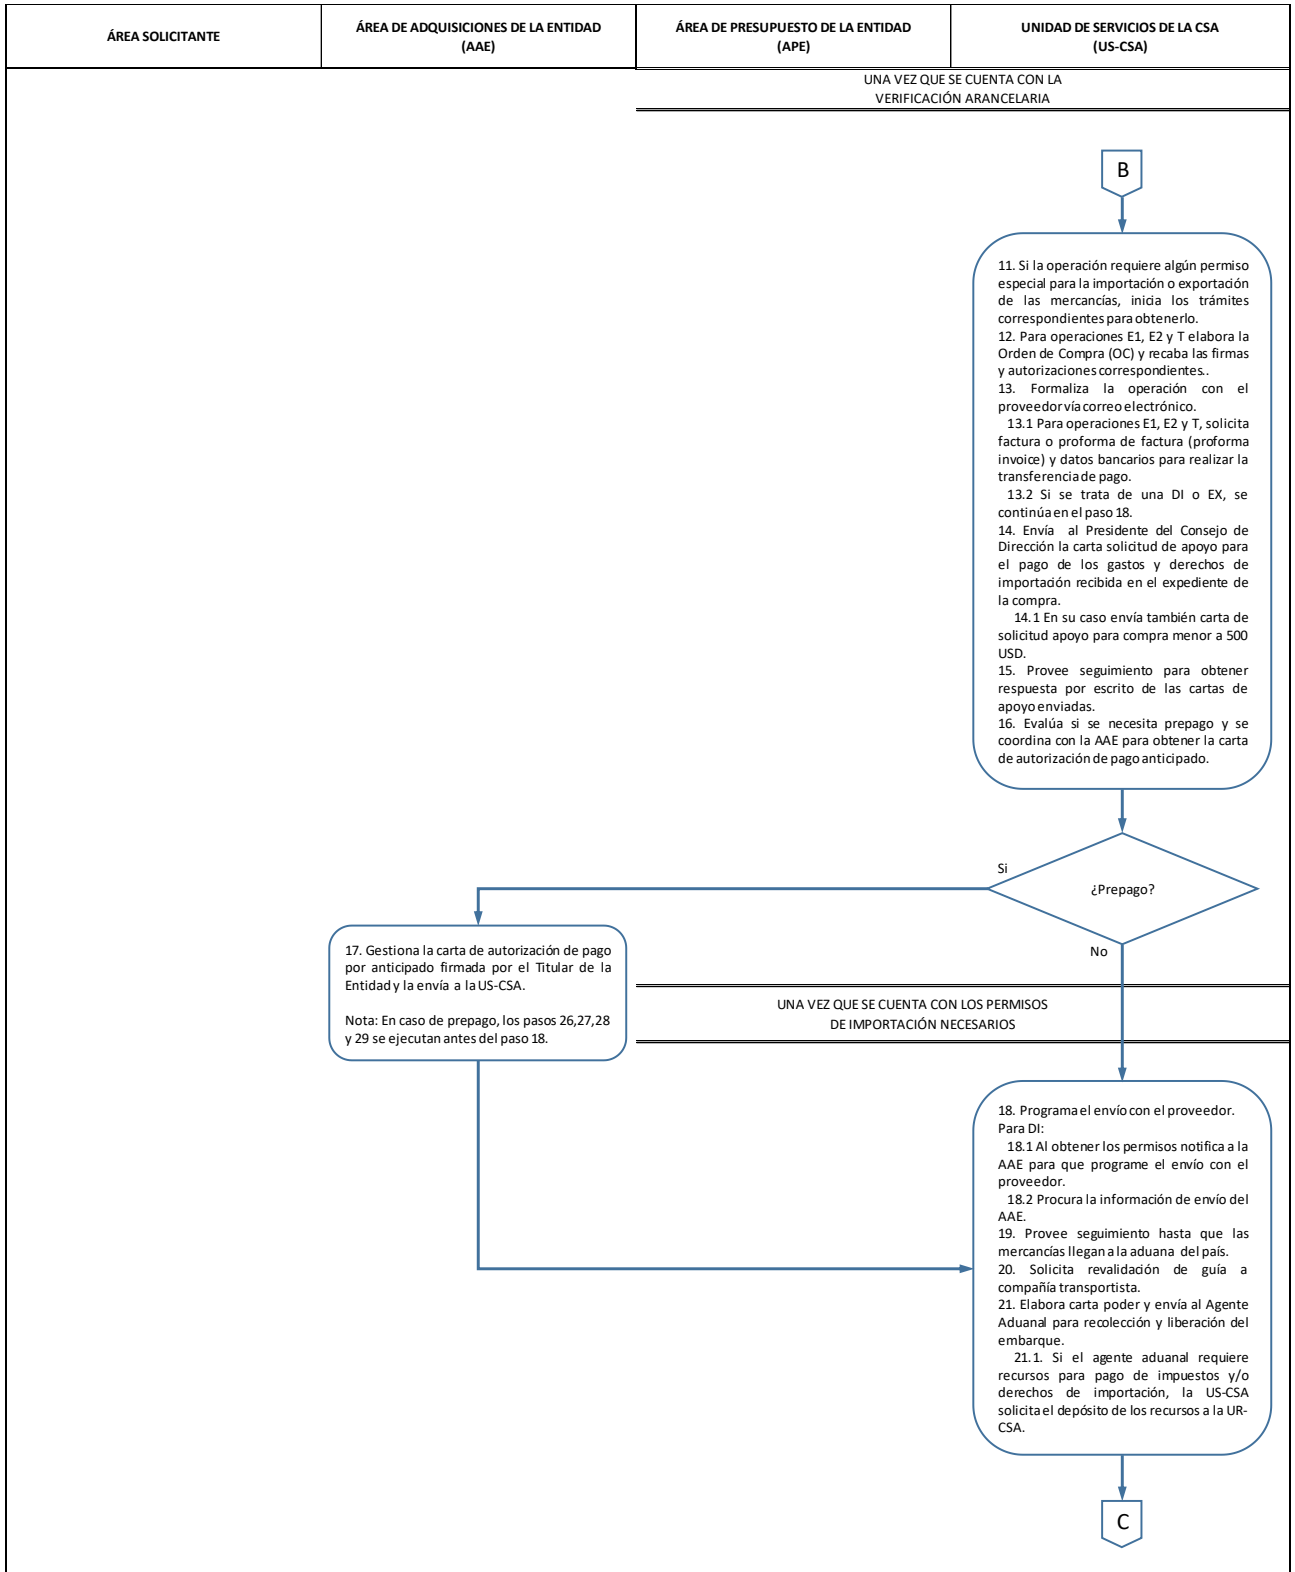 ÁREA SOLICITANTE
ÁREA DE ADQUISICIONES DE LA ENTIDAD
(AAE)
ÁREA DE PRESUPUESTO DE LA ENTIDAD
(APE)
UNIDAD DE SERVICIOS DE LA CSA
(US-CSA)
UNA VEZ QUE SE CUENTA CON LA
VERIFICACIÓN ARANCELARIA
B
11. Si la operación requiere algún permiso
especial para la importación o exportación
de las mercancías, inicia los trámites
correspondientes para obtenerlo.
12. Para operaciones E1, E2 y T elabora la
Orden de Compra (OC) y recaba las firmas
y autorizaciones correspondientes..
13. Formaliza la operación con el
proveedor vía correo electrónico.
13.1 Para operaciones E1, E2 y T, solicita
factura o proforma de factura (proforma
invoice) y datos bancarios para realizar la
transferencia de pago.
13.2 Si se trata de una DI o EX, se
continúa en el paso 18.
14. Envía al Presidente del Consejo de
Dirección la carta solicitud de apoyo para
el pago de los gastos y derechos de
importación recibida en el expediente de
la compra.
14.1 En su caso envía también carta de
solicitud apoyo para compra menor a 500
USD.
15. Provee seguimiento para obtener
respuesta por escrito de las cartas de
apoyo enviadas.
16. Evalúa si se necesita prepago y se
coordina con la AAE para obtener la carta
de autorización de pago anticipado.
Si
¿Prepago?
No
17. Gestiona la carta de autorización de pago
por anticipado firmada por el Titular de la
Entidad y la envía a la US-CSA.
Nota: En caso de prepago, los pasos 26,27,28
y 29 se ejecutan antes del paso 18.
UNA VEZ QUE SE CUENTA CON LOS PERMISOS
DE IMPORTACIÓN NECESARIOS
18. Programa el envío con el proveedor.
Para DI:
18.1 Al obtener los permisos notifica a la
AAE para que programe el envío con el
proveedor.
18.2 Procura la información de envío del
AAE.
19. Provee seguimiento hasta que las
mercancías llegan a la aduana del país.
20. Solicita revalidación de guía a
compañía transportista.
21. Elabora carta poder y envía al Agente
Aduanal para recolección y liberación del
embarque.
21.1. Si el agente aduanal requiere
recursos para pago de impuestos y/o
derechos de importación, la US-CSA
solicita el depósito de los recursos a la UR-
CSA.
C